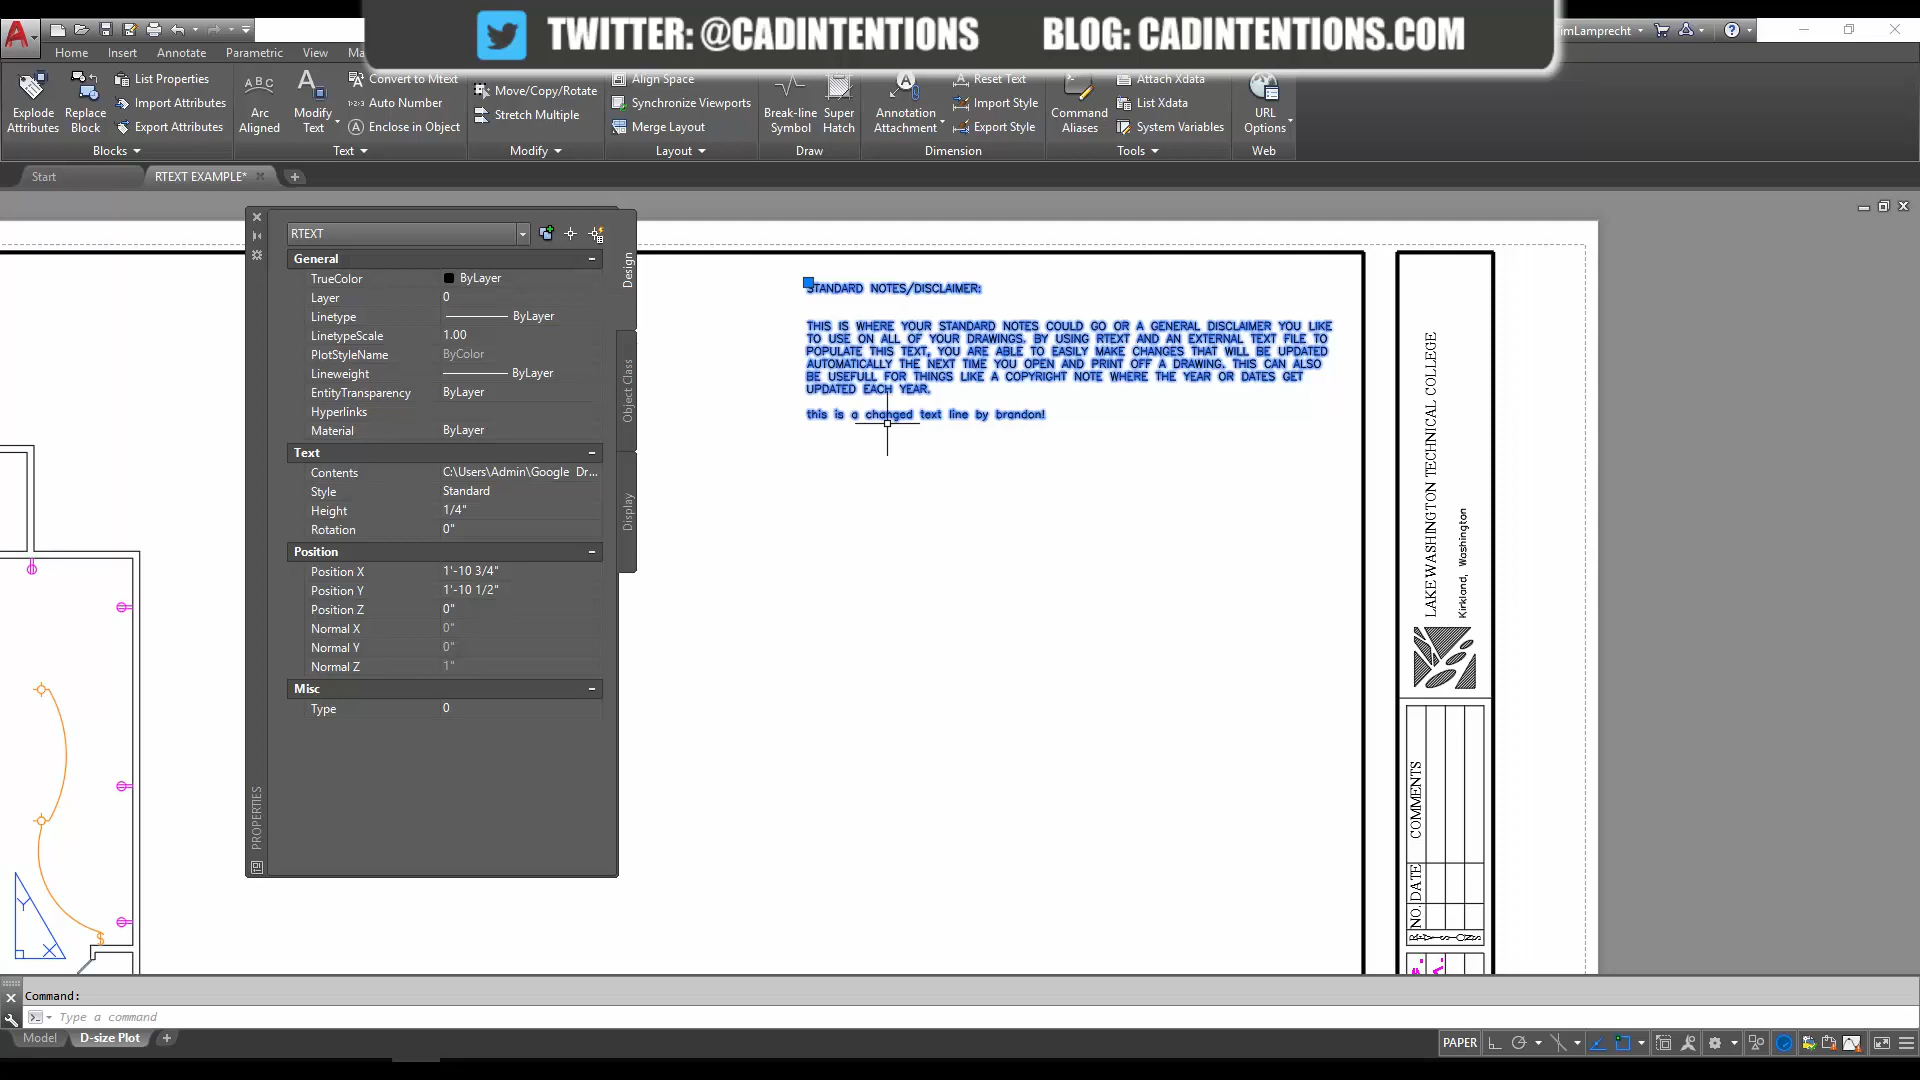 TWITTER: @CADINTENTIONS BLOG: CADINTENTIONS.COM
imLamprecht
Home Insert Annotate Parametric View
Explode Attributes
Replace Block
List Properties
Import Attributes
Export Attributes
Blocks
Arc Aligned
Modify Text
Convert to Mtext
Auto Number
Enclose in Object
Text
Move/Copy/Rotate
Stretch Multiple
Modify
Align Space
Synchronize Viewports
Merge Layout
Layout
Break-line Symbol
Super Hatch
Draw
Annotation Attachment
Reset Text
Import Style
Export Style
Dimension
Command Aliases
Attach Xdata
List Xdata
System Variables
Tools
URL Options
Web
Start
RTEXT EXAMPLE*
RTEXT
General
TrueColor ByLayer
Layer 0
Linetype ByLayer
LinetypeScale 1.00
PlotStyleName ByColor
Lineweight ByLayer
EntityTransparency ByLayer
Hyperlinks
Material ByLayer
Text
Contents C:\Users\Admin\Google Dr...
Style Standard
Height 1/4"
Rotation 0"
Position
Position X 1'-10 3/4"
Position Y 1'-10 1/2"
Position Z 0"
Normal X 0"
Normal Y 0"
Normal Z 1"
Misc
Type 0
PROPERTIES
Design
Object Class
Display
STANDARD NOTES/DISCLAIMER:
THIS IS WHERE YOUR STANDARD NOTES COULD GO OR A GENERAL DISCLAIMER YOU LIKE
TO USE ON ALL OF YOUR DRAWINGS. BY USING RTEXT AND AN EXTERNAL TEXT FILE TO
POPULATE THIS TEXT, YOU ARE ABLE TO EASILY MAKE CHANGES THAT WILL BE UPDATED
AUTOMATICALLY THE NEXT TIME YOU OPEN AND PRINT OFF A DRAWING. THIS CAN ALSO
BE USEFULL FOR THINGS LIKE A COPYRIGHT NOTE WHERE THE YEAR OR DATES GET
UPDATED EACH YEAR.
this is a changed text line by brandon!
LAKE WASHINGTON TECHNICAL COLLEGE
Kirkland, Washington
COMMENTS
DATE
NO.
Y
X
$
Command:
Type a command
Model D-size Plot
PAPER